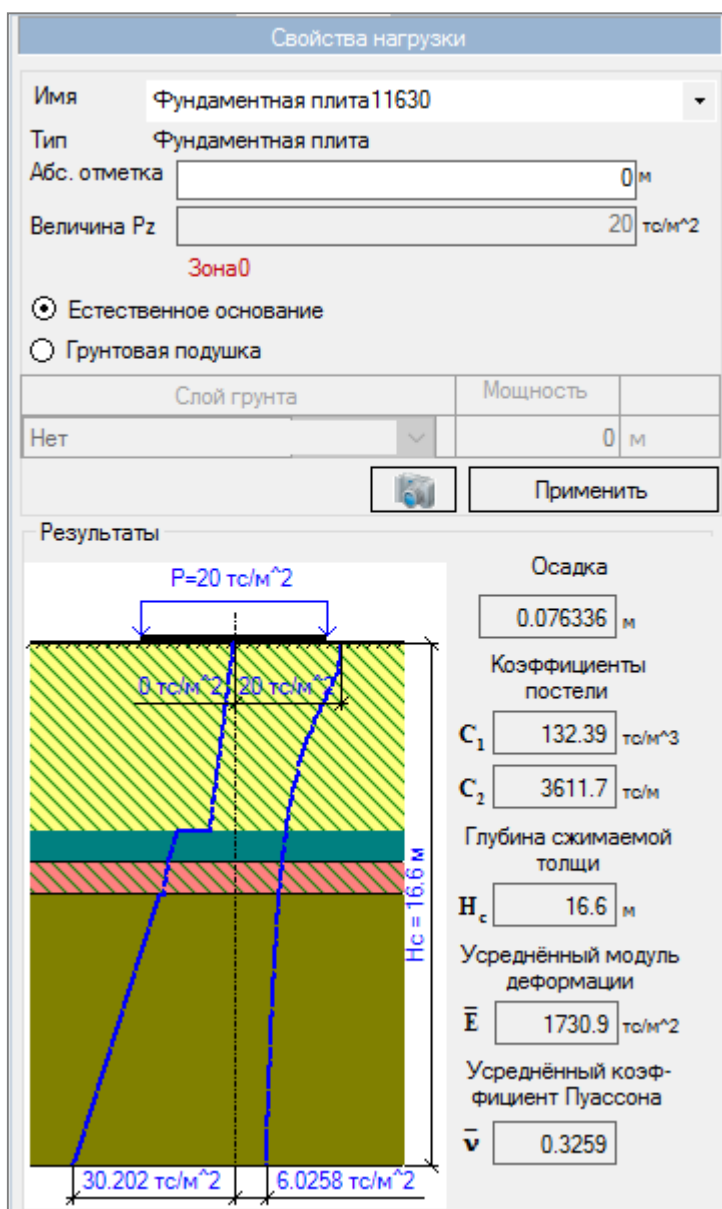 Свойства нагрузки
Имя Фундаментная плита11630
Тип Фундаментная плита
Абс. отметка 0 м
Величина Pz 20 тс/м^2
Зона0
Естественное основание
Грунтовая подушка
Слой грунта Мощность
Нет 0 м
Применить
Результаты
P=20 тс/м^2
0 тс/м^2 20 тс/м^2
Hc = 16.6 м
30.202 тс/м^2 6.0258 тс/м^2
Осадка
0.076336 м
Коэффициенты
постели
C1 132.39 тс/м^3
C2 3611.7 тс/м
Глубина сжимаемой
толщи
Hc 16.6 м
Усреднённый модуль
деформации
E̅ 1730.9 тс/м^2
Усреднённый коэф-
фициент Пуассона
ν̅ 0.3259